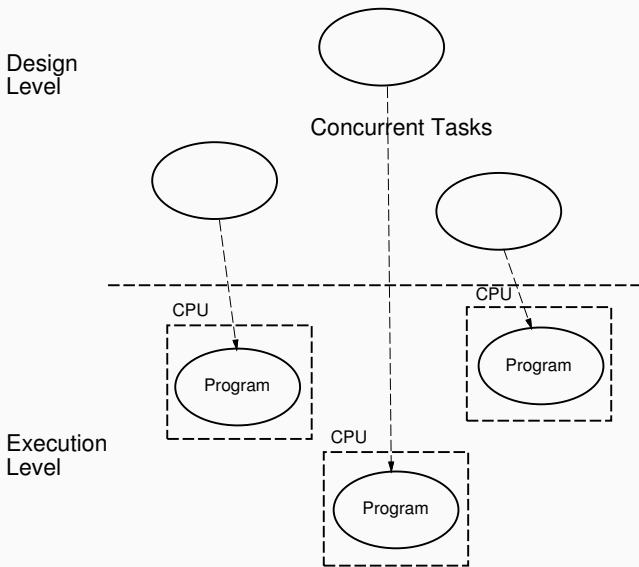 Design
Level
Concurrent Tasks
CPU
CPU
Program
Program
Execution
Level
CPU
Program